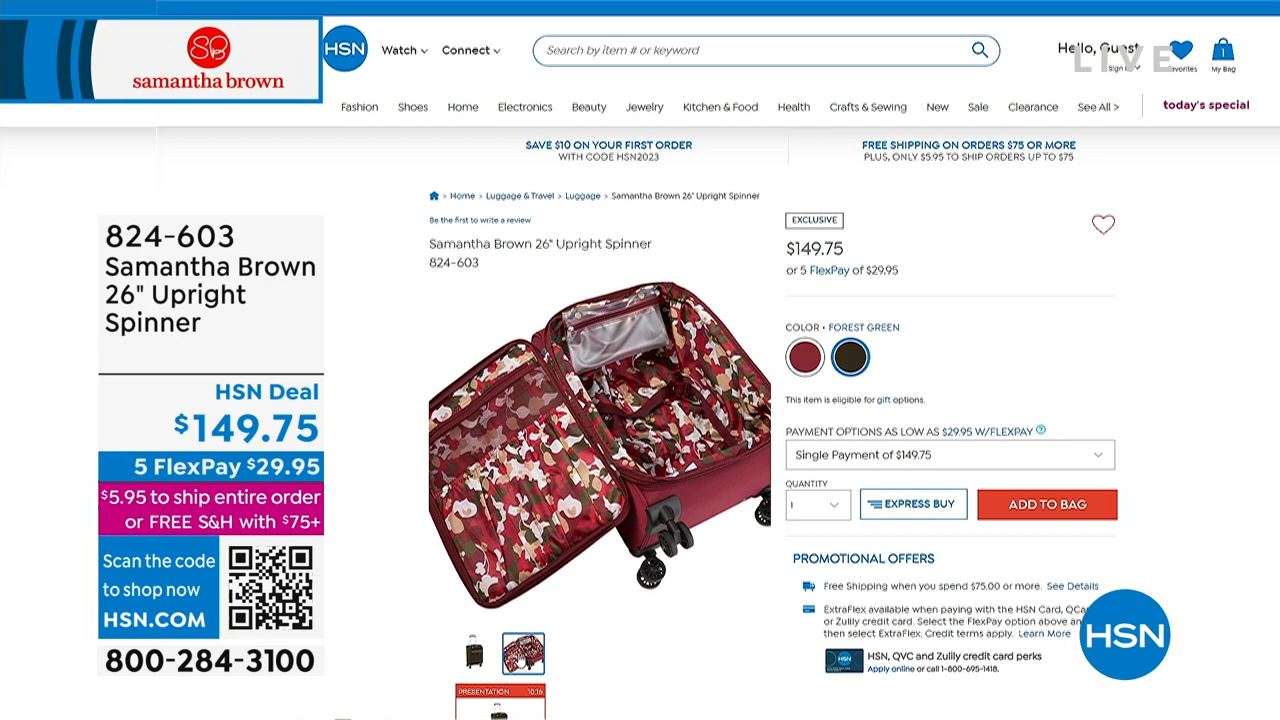 SB
samantha brown
HSN
Watch
Connect
Search by item # or keyword
Hello, Guest
LIVE
Favorites
1
My Bag
Fashion
Shoes
Home
Electronics
Beauty
Jewelry
Kitchen & Food
Health
Crafts & Sewing
New
Sale
Clearance
See All >
today's special
SAVE $10 ON YOUR FIRST ORDER
WITH CODE HSN2023
FREE SHIPPING ON ORDERS $75 OR MORE
PLUS, ONLY $5.95 TO SHIP ORDERS UP TO $75
> Home > Luggage & Travel > Luggage > Samantha Brown 26" Upright Spinner
Be the first to write a review
Samantha Brown 26" Upright Spinner
824-603
EXCLUSIVE
$149.75
or 5 FlexPay of $29.95
COLOR • FOREST GREEN
This item is eligible for gift options.
PAYMENT OPTIONS AS LOW AS $29.95 W/FLEXPAY ?
Single Payment of $149.75
QUANTITY
1
EXPRESS BUY
ADD TO BAG
PROMOTIONAL OFFERS
Free Shipping when you spend $75.00 or more. See Details
ExtraFlex available when paying with the HSN Card, QCard
or Zulily credit card. Select the FlexPay option above and
then select ExtraFlex. Credit terms apply. Learn More
HSN, QVC and Zulily credit card perks
Apply online or call 1-800-695-1418.
HSN
HSN
PRESENTATION 10:16
824-603
Samantha Brown
26" Upright
Spinner
HSN Deal
$149.75
5 FlexPay $29.95
$5.95 to ship entire order
or FREE S&H with $75+
Scan the code
to shop now
HSN.COM
800-284-3100